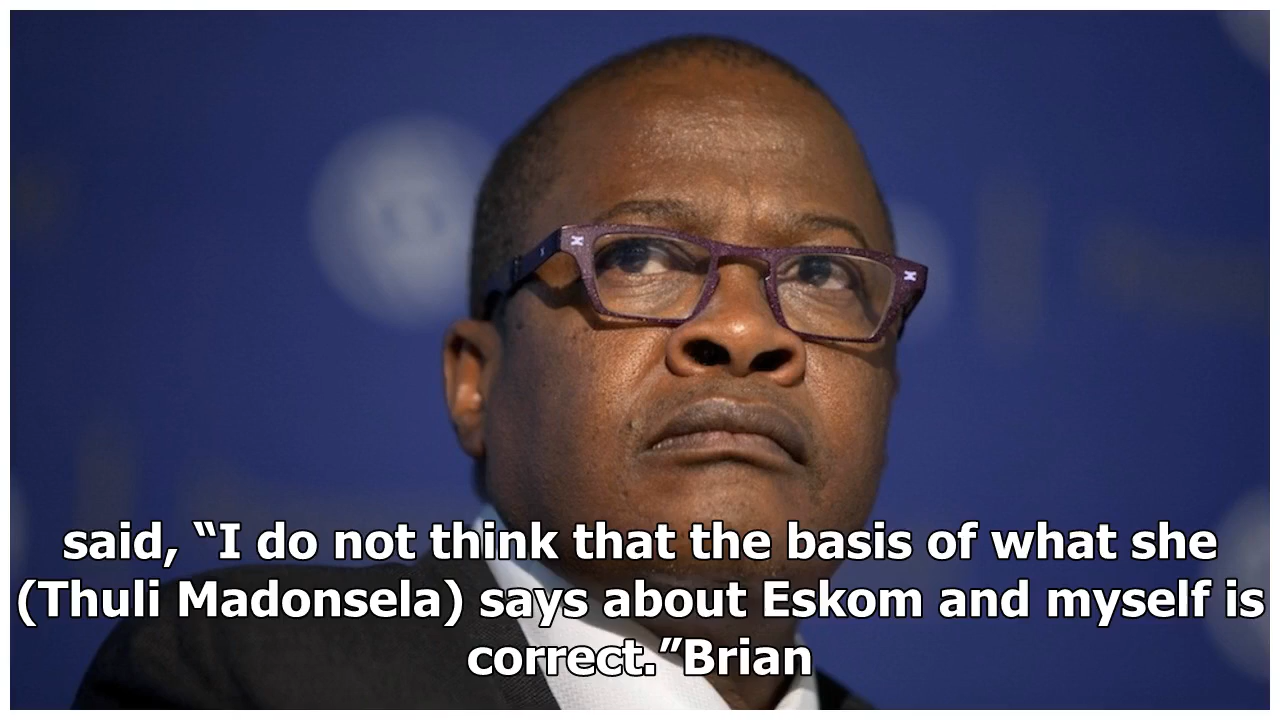 said, “I do not think that the basis of what she
(Thuli Madonsela) says about Eskom and myself is
correct.”Brian